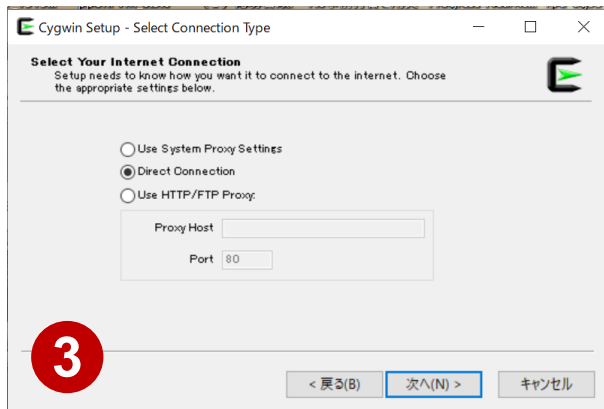 Cygwin Setup - Select Connection Type
Select Your Internet Connection
Setup needs to know how you want it to connect to the internet. Choose
the appropriate settings below.
Use System Proxy Settings
Direct Connection
Use HTTP/FTP Proxy:
Proxy Host
Port 80
3
< 戻る(B) 次へ(N) > キャンセル